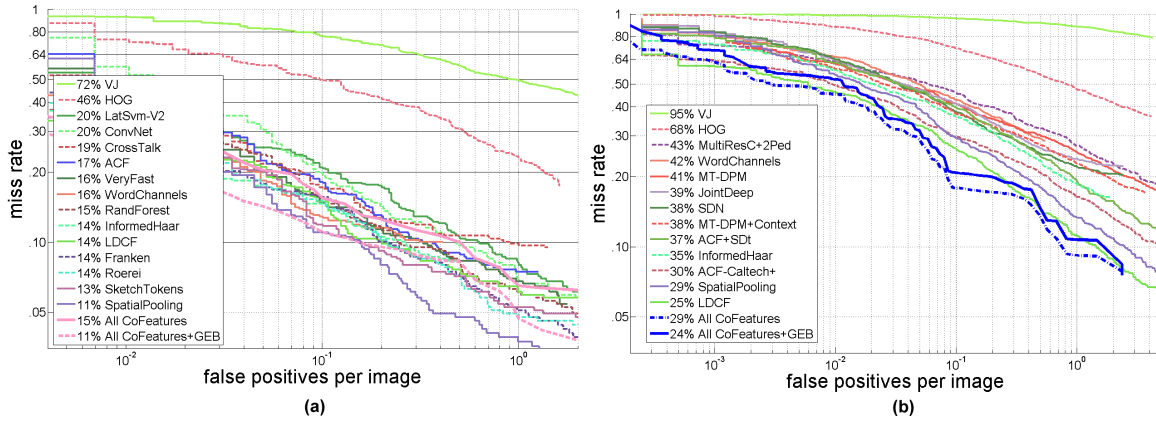 1
.80
.64
.50
.40
.30
.20
.10
.05
miss rate
72% VJ
46% HOG
20% LatSvm-V2
20% ConvNet
19% CrossTalk
17% ACF
16% VeryFast
16% WordChannels
15% RandForest
14% InformedHaar
14% LDCF
14% Franken
14% Roerei
13% SketchTokens
11% SpatialPooling
15% All CoFeatures
11% All CoFeatures+GEB
10^-2
10^-1
10^0
false positives per image
(a)
1
.80
.64
.50
.40
.30
.20
.10
.05
miss rate
95% VJ
68% HOG
43% MultiResC+2Ped
42% WordChannels
41% MT-DPM
39% JointDeep
38% SDN
38% MT-DPM+Context
37% ACF+SDt
35% InformedHaar
30% ACF-Caltech+
29% SpatialPooling
25% LDCF
29% All CoFeatures
24% All CoFeatures+GEB
10^-3
10^-2
10^-1
10^0
false positives per image
(b)